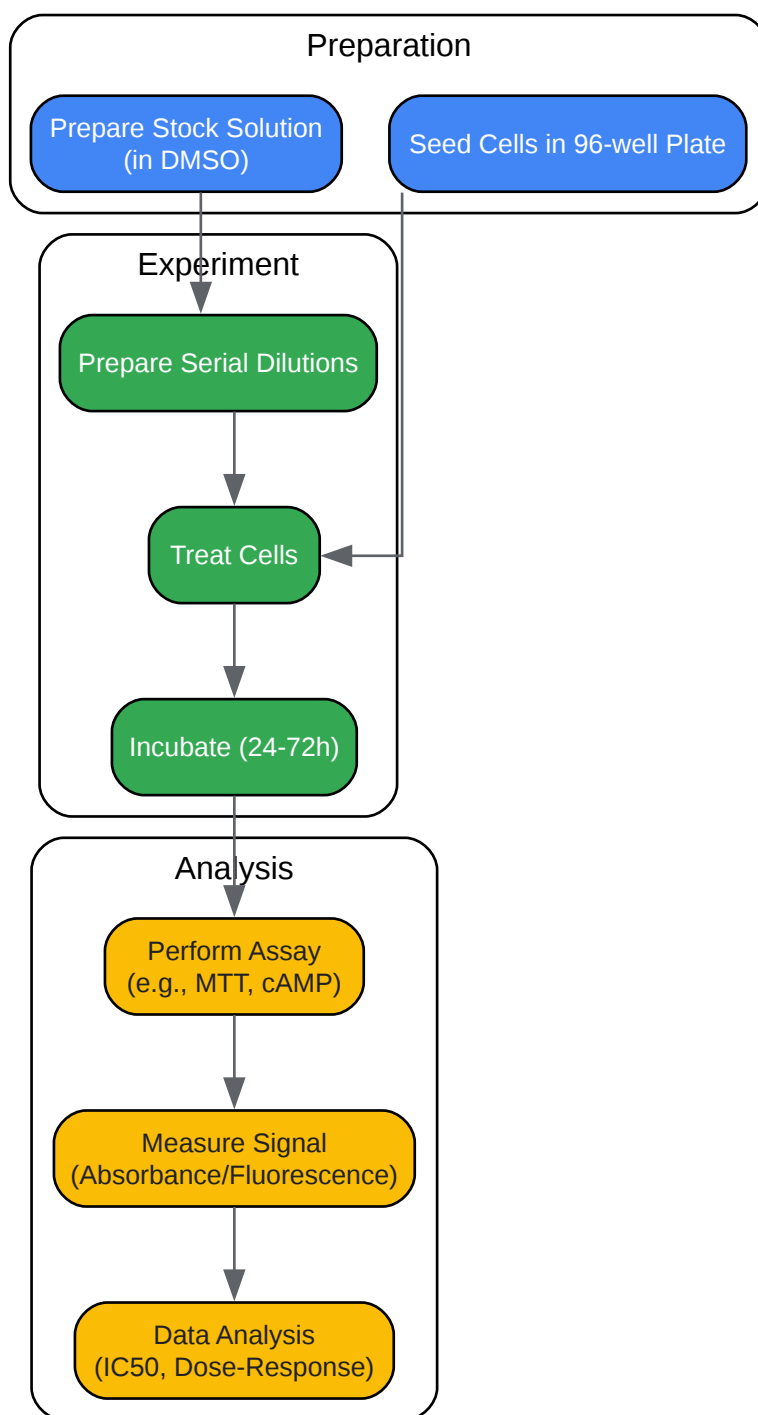 Preparation
Prepare Stock Solution
(in DMSO)
Seed Cells in 96-well Plate
Experiment
Prepare Serial Dilutions
Treat Cells
Incubate (24-72h)
Analysis
Perform Assay
(e.g., MTT, cAMP)
Measure Signal
(Absorbance/Fluorescence)
Data Analysis
(IC50, Dose-Response)